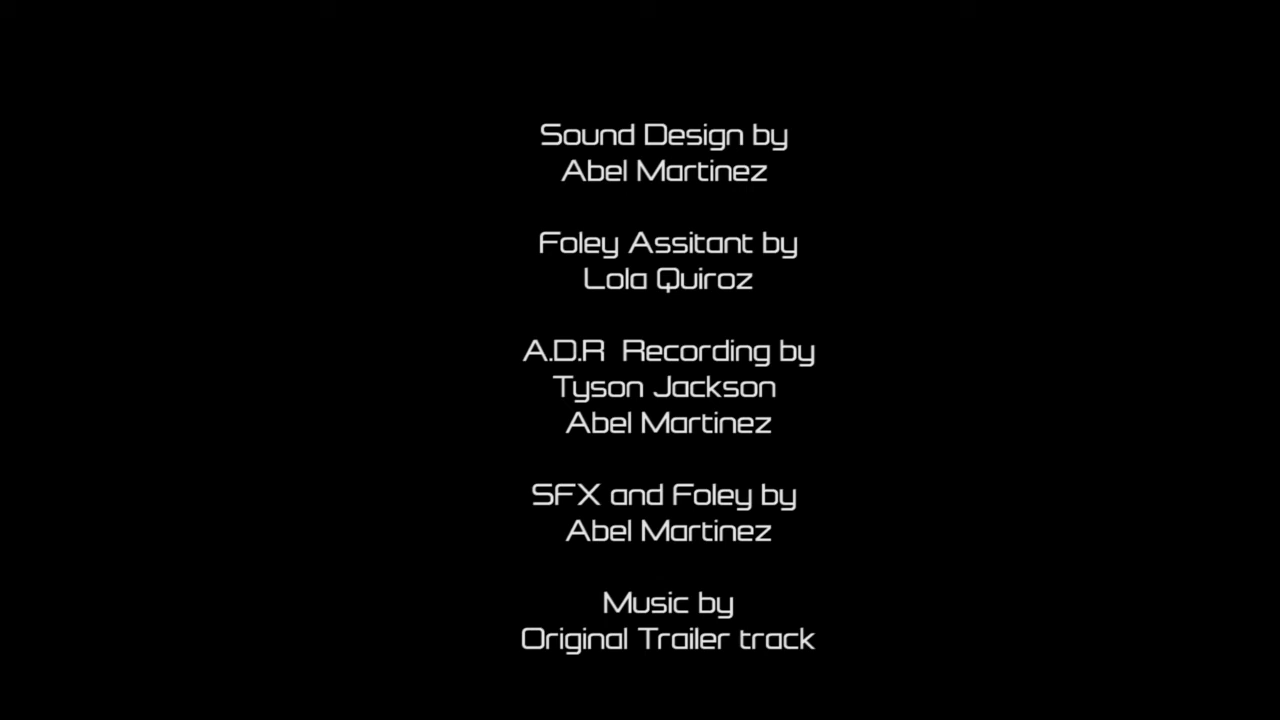 Sound Design by
Abel Martinez
Foley Assitant by
Lola Quiroz
A.D.R  Recording by
Tyson Jackson
Abel Martinez
SFX and Foley by
Abel Martinez
Music by
Original Trailer track